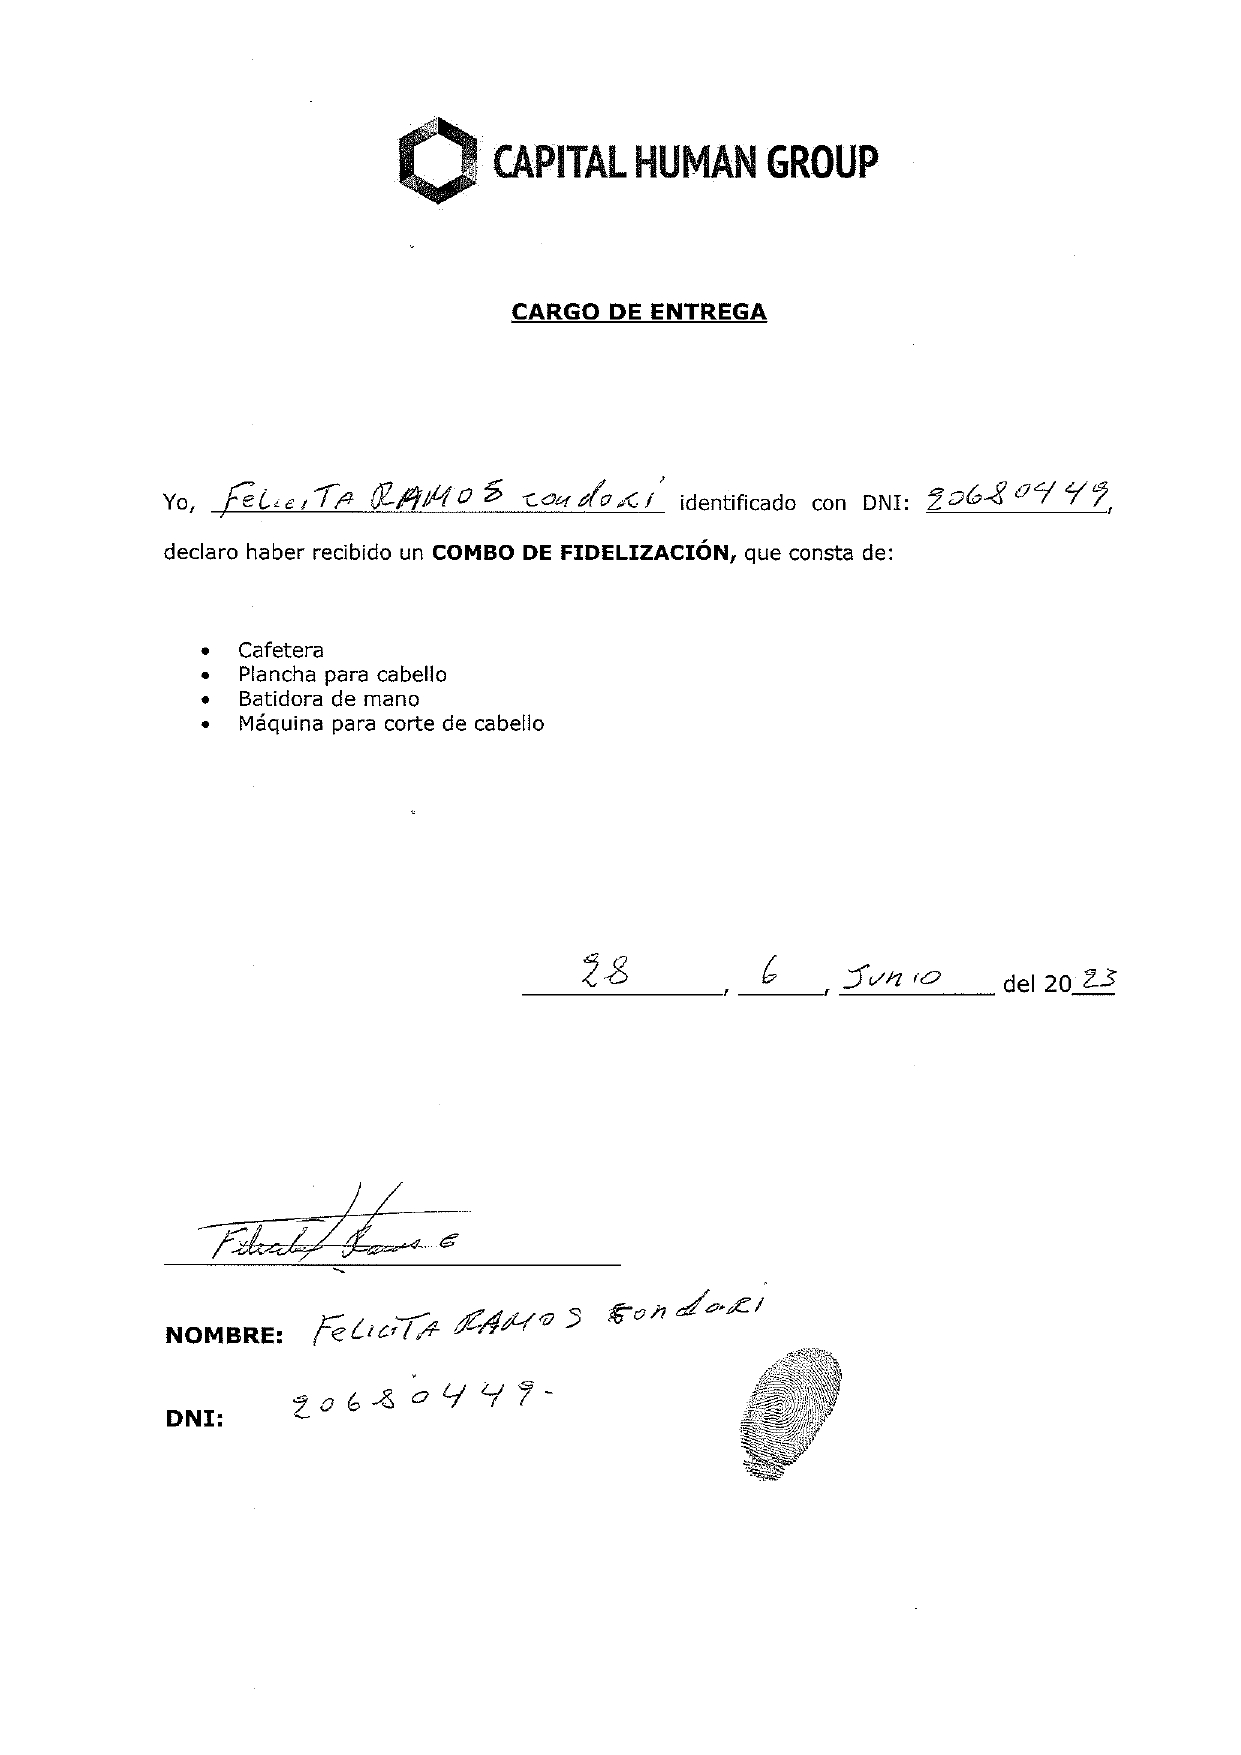 CAPITAL HUMAN GROUP
CARGO DE ENTREGA
Yo, FeLiciTA RAMOS condori identificado con DNI: 20680449,
declaro haber recibido un COMBO DE FIDELIZACIÓN, que consta de:
• Cafetera
• Plancha para cabello
• Batidora de mano
• Máquina para corte de cabello
28, 6, Junio del 2023
NOMBRE: FeLiciTA RAMOS condori
DNI: 20680449-